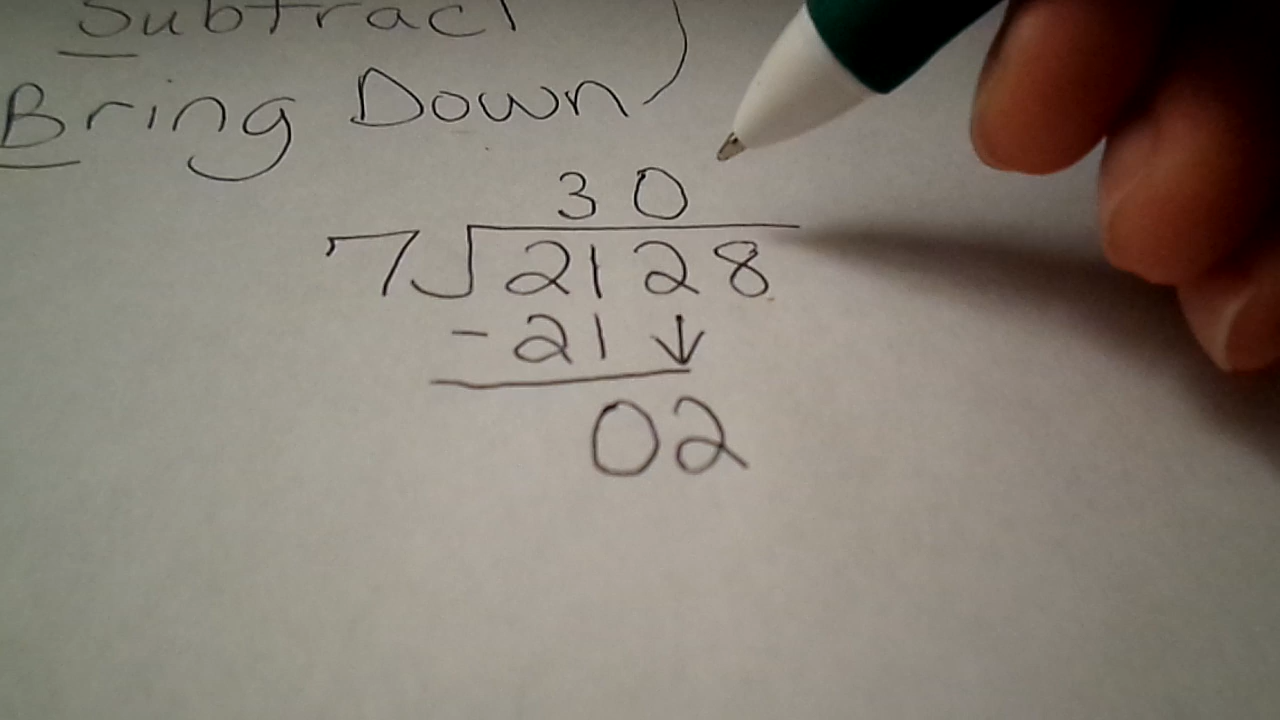 Subtract
Bring Down
30
7 2128
- 21 ↓
02